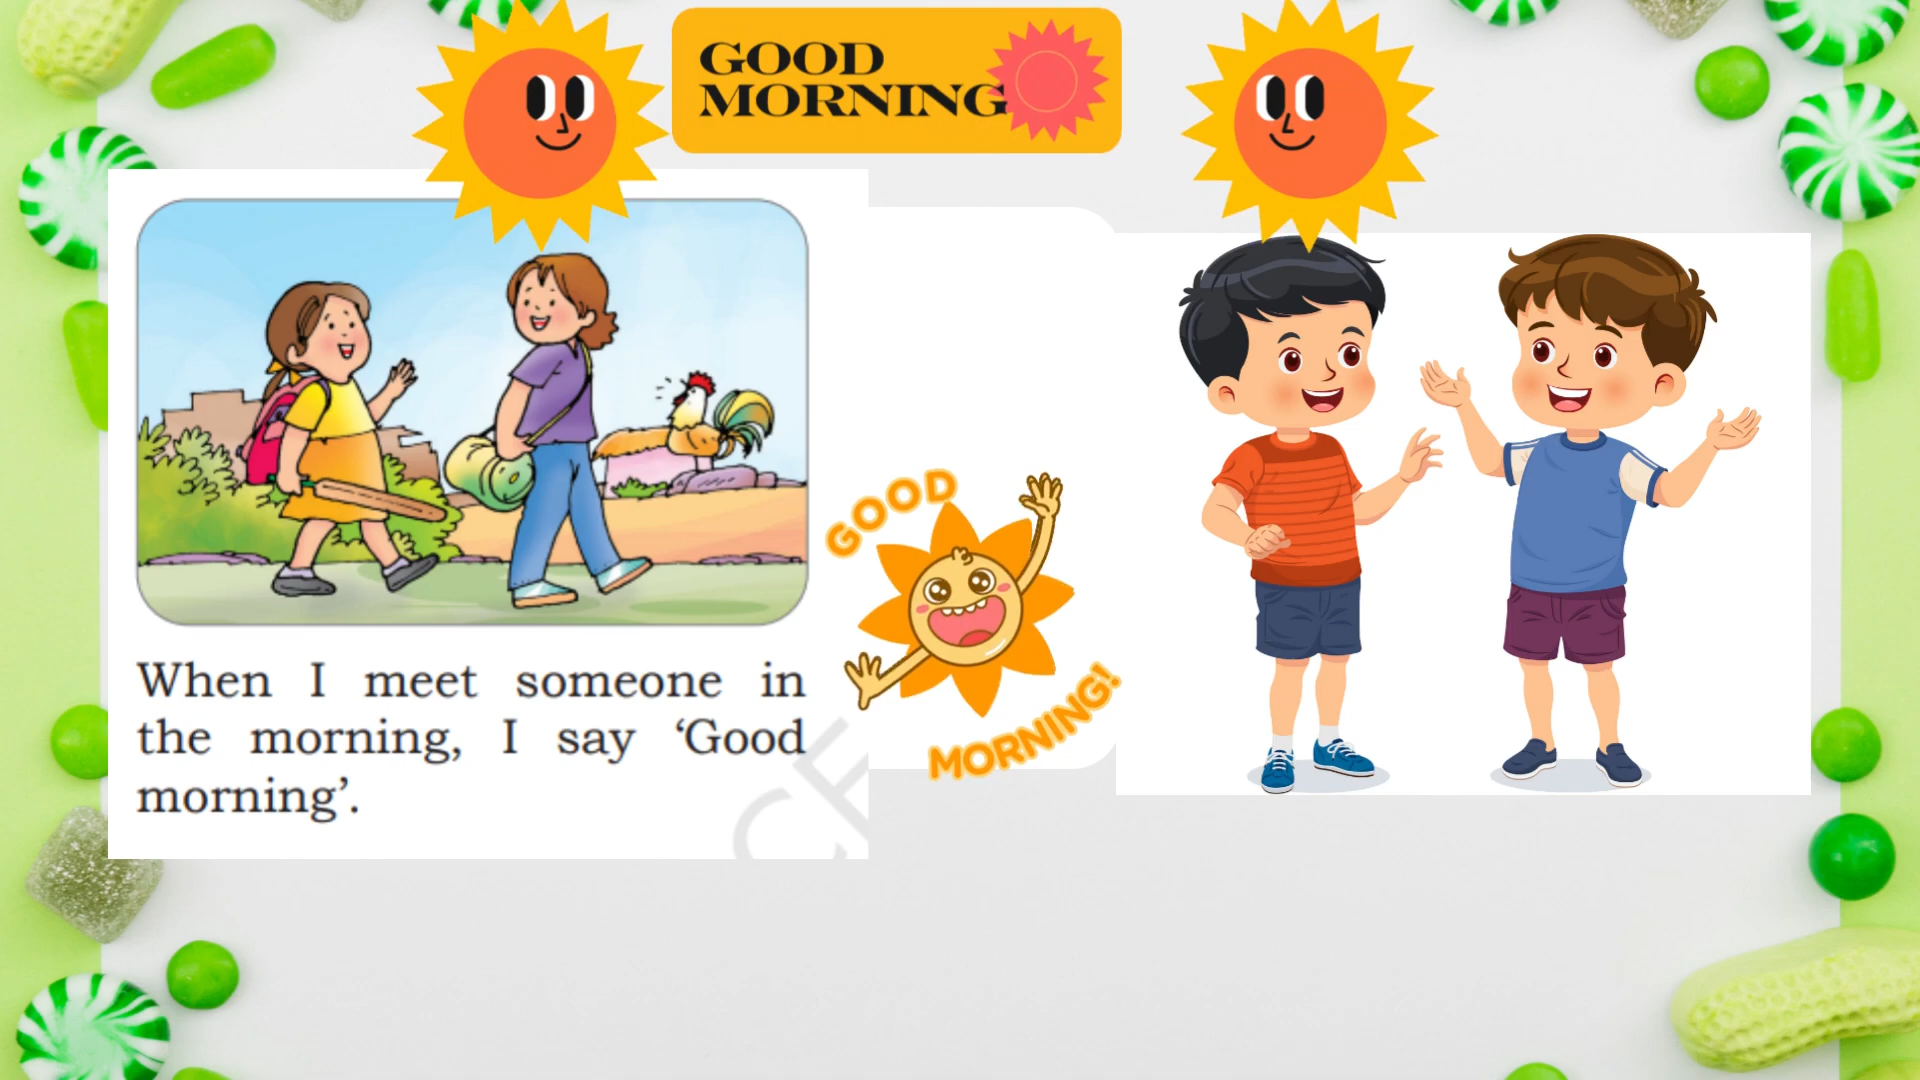 GOOD
MORNING
When I meet someone in
the morning, I say ‘Good
morning’.
GOOD
MORNING!